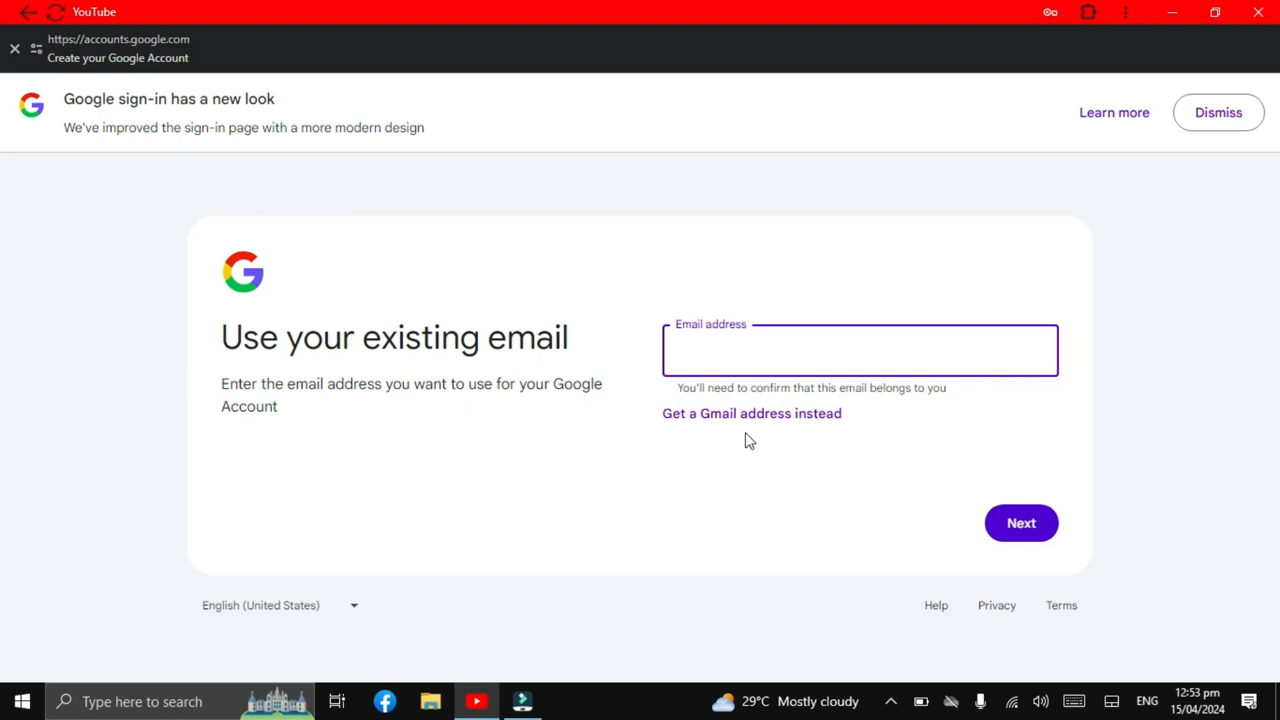 YouTube
https://accounts.google.com
Create your Google Account
Google sign-in has a new look
We've improved the sign-in page with a more modern design
Learn more
Dismiss
Use your existing email
Enter the email address you want to use for your Google
Account
Email address
You'll need to confirm that this email belongs to you
Get a Gmail address instead
Next
English (United States)
Help
Privacy
Terms
Type here to search
29°C Mostly cloudy
ENG
12:53 pm
15/04/2024